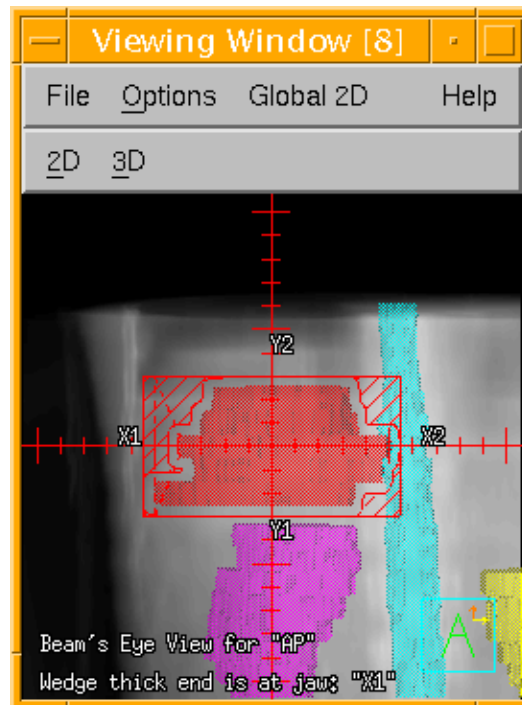 Viewing Window [8]
File Options Global 2D Help
2D 3D
Y2
X1 X2
Y1
A
Beam's Eye View for "AP"
Wedge thick end is at jaw: "X1"